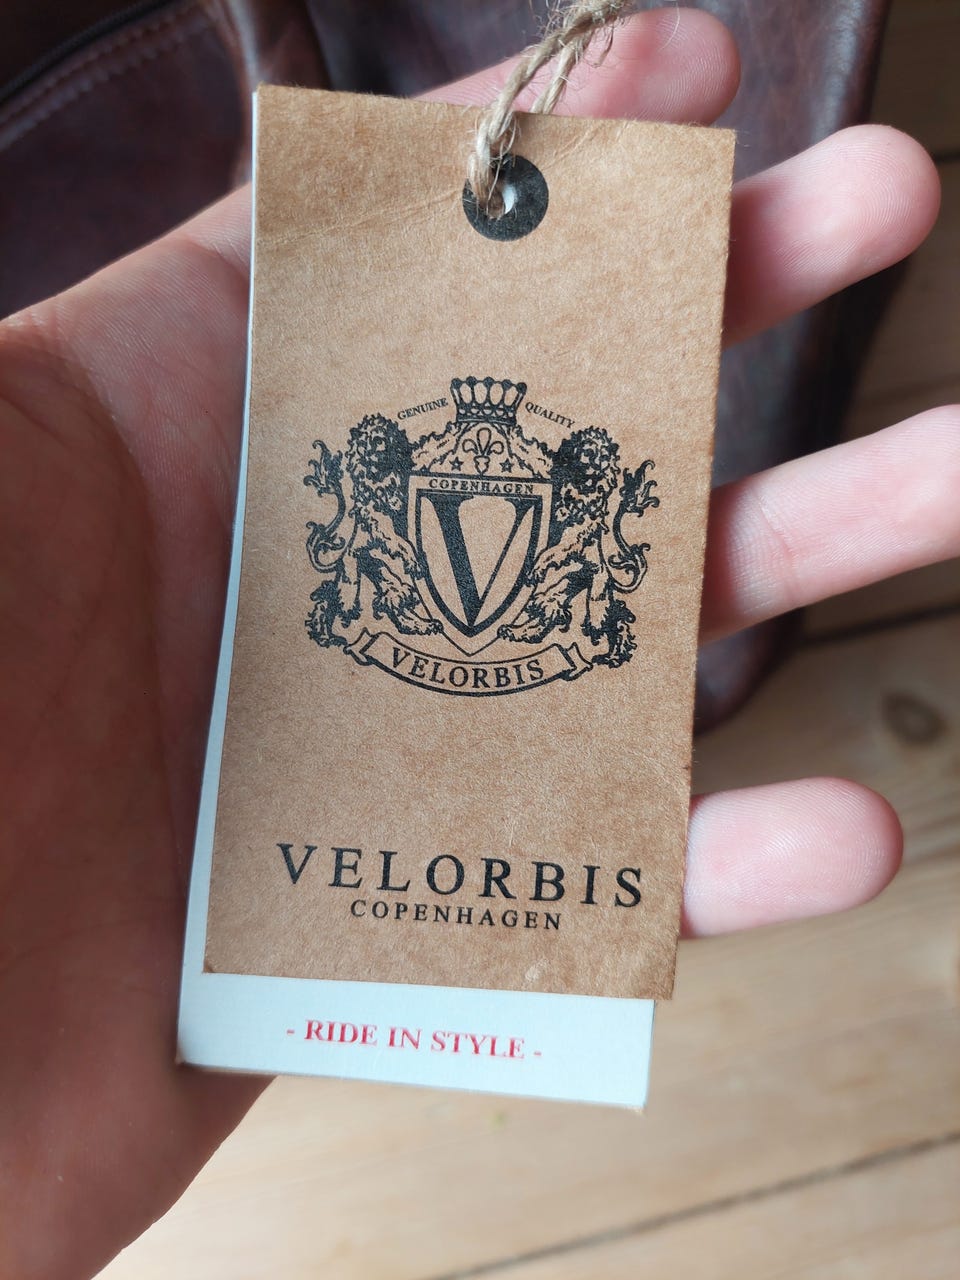 GENUINE QUALITY
COPENHAGEN
V
VELORBIS
VELORBIS
COPENHAGEN
- RIDE IN STYLE -